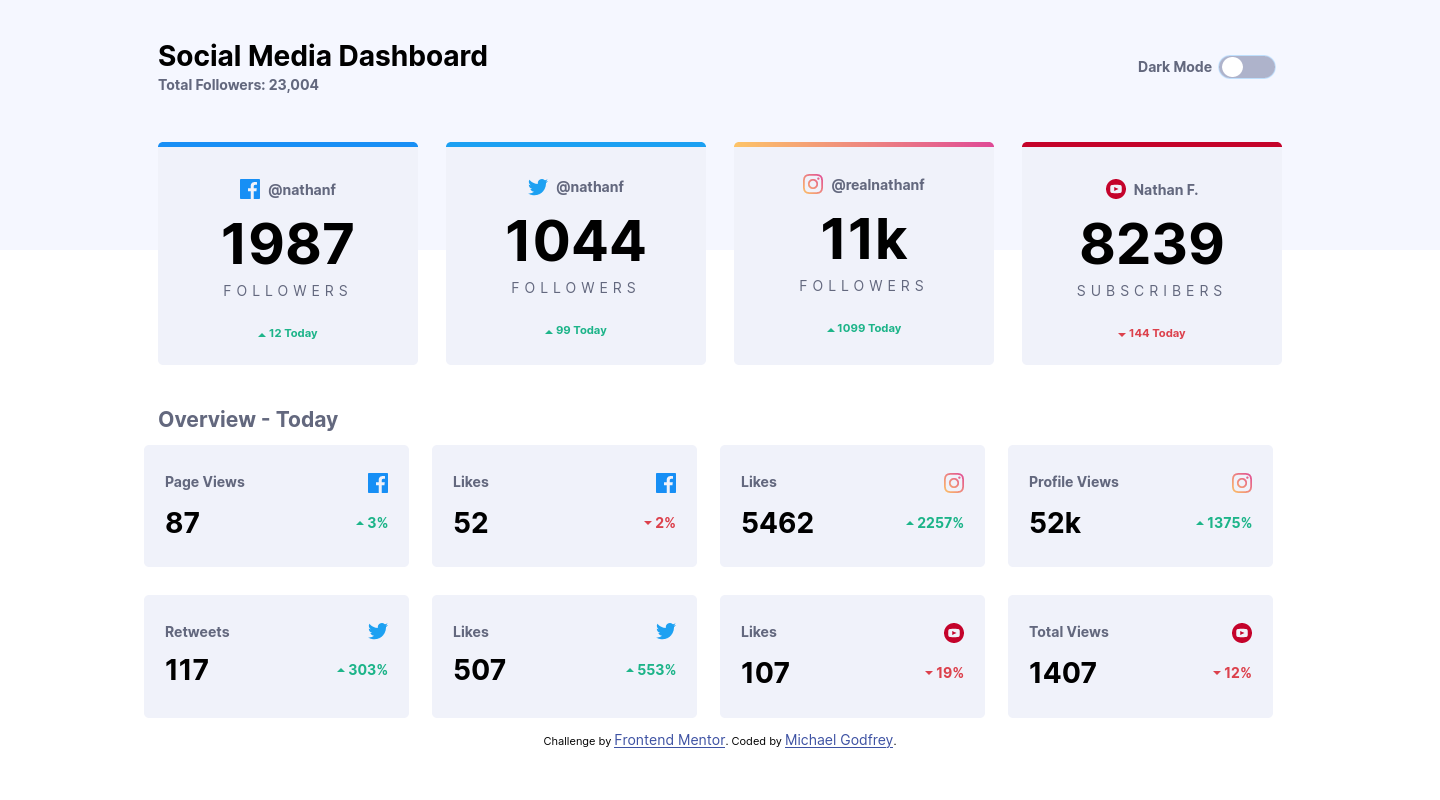 Social Media Dashboard
Total Followers: 23,004
Dark Mode
@nathanf
1987
FOLLOWERS
12 Today
@nathanf
1044
FOLLOWERS
99 Today
@realnathanf
11k
FOLLOWERS
1099 Today
Nathan F.
8239
SUBSCRIBERS
144 Today
Overview - Today
Page Views
87
3%
Likes
52
2%
Likes
5462
2257%
Profile Views
52k
1375%
Retweets
117
303%
Likes
507
553%
Likes
107
19%
Total Views
1407
12%
Challenge by Frontend Mentor. Coded by Michael Godfrey.